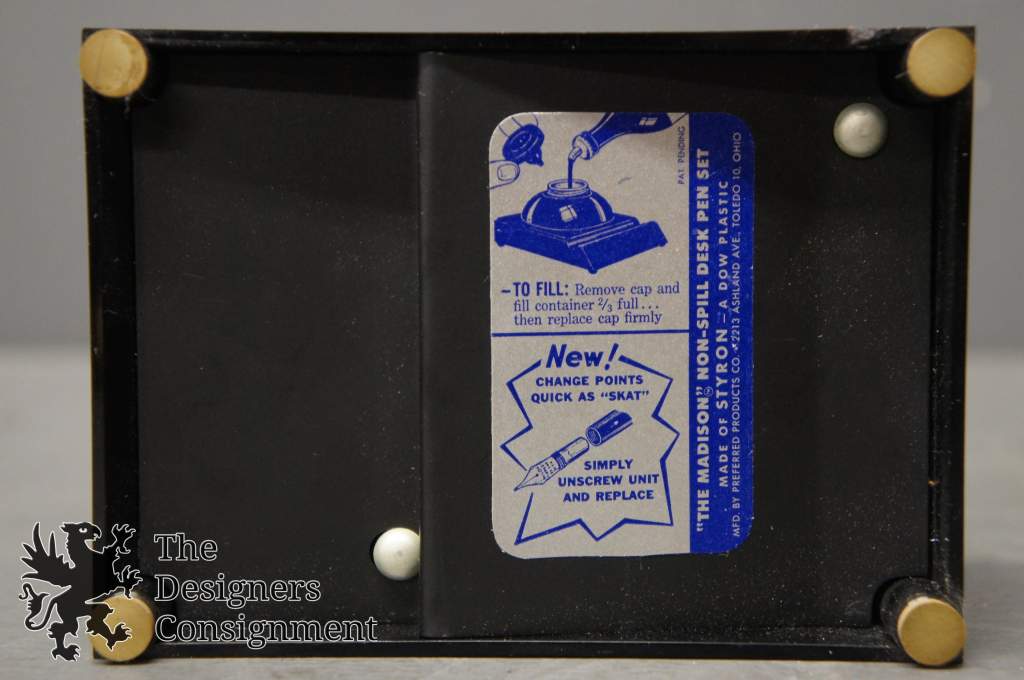 PAT. PENDING
–TO FILL: Remove cap and
fill container 2/3 full...
then replace cap firmly
New!
CHANGE POINTS
QUICK AS "SKAT"
SIMPLY
UNSCREW UNIT
AND REPLACE
"THE MADISON"® NON-SPILL DESK PEN SET
MADE OF STYRON – A DOW PLASTIC
MFD. BY PREFERRED PRODUCTS CO. • 2213 ASHLAND AVE. TOLEDO 10, OHIO
The
Designers
Consignment